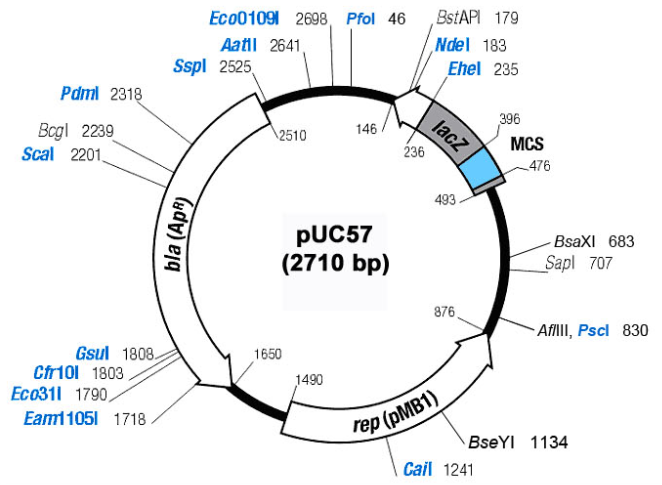 Eco0109I 2698
PfoI 46
BstAPI 179
AatII 2641
NdeI 183
SspI 2525
EheI 235
PdmI 2318
396
MCS
BcgI 2239
2510
146
lacZ
236
476
ScaI 2201
493
bla (ApR)
pUC57
(2710 bp)
BsaXI 683
SapI 707
876
AflIII, PscI 830
GsuI 1808
1650
Cfr10I 1803
1490
Eco31I 1790
Eam1105I 1718
rep (pMB1)
BseYI 1134
CaiI 1241